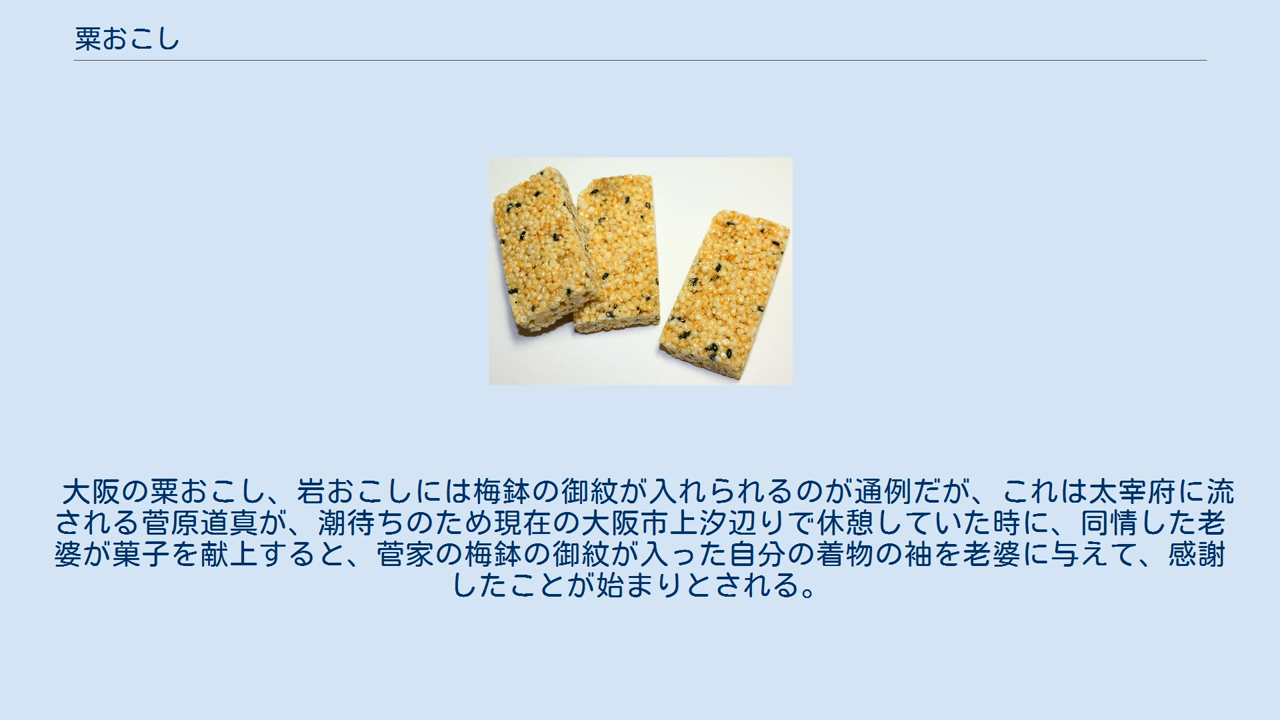 粟おこし
大阪の粟おこし、岩おこしには梅鉢の御紋が入れられるのが通例だが、これは太宰府に流
される菅原道真が、潮待ちのため現在の大阪市上汐辺りで休憩していた時に、同情した老
婆が菓子を献上すると、菅家の梅鉢の御紋が入った自分の着物の袖を老婆に与えて、感謝
したことが始まりとされる。